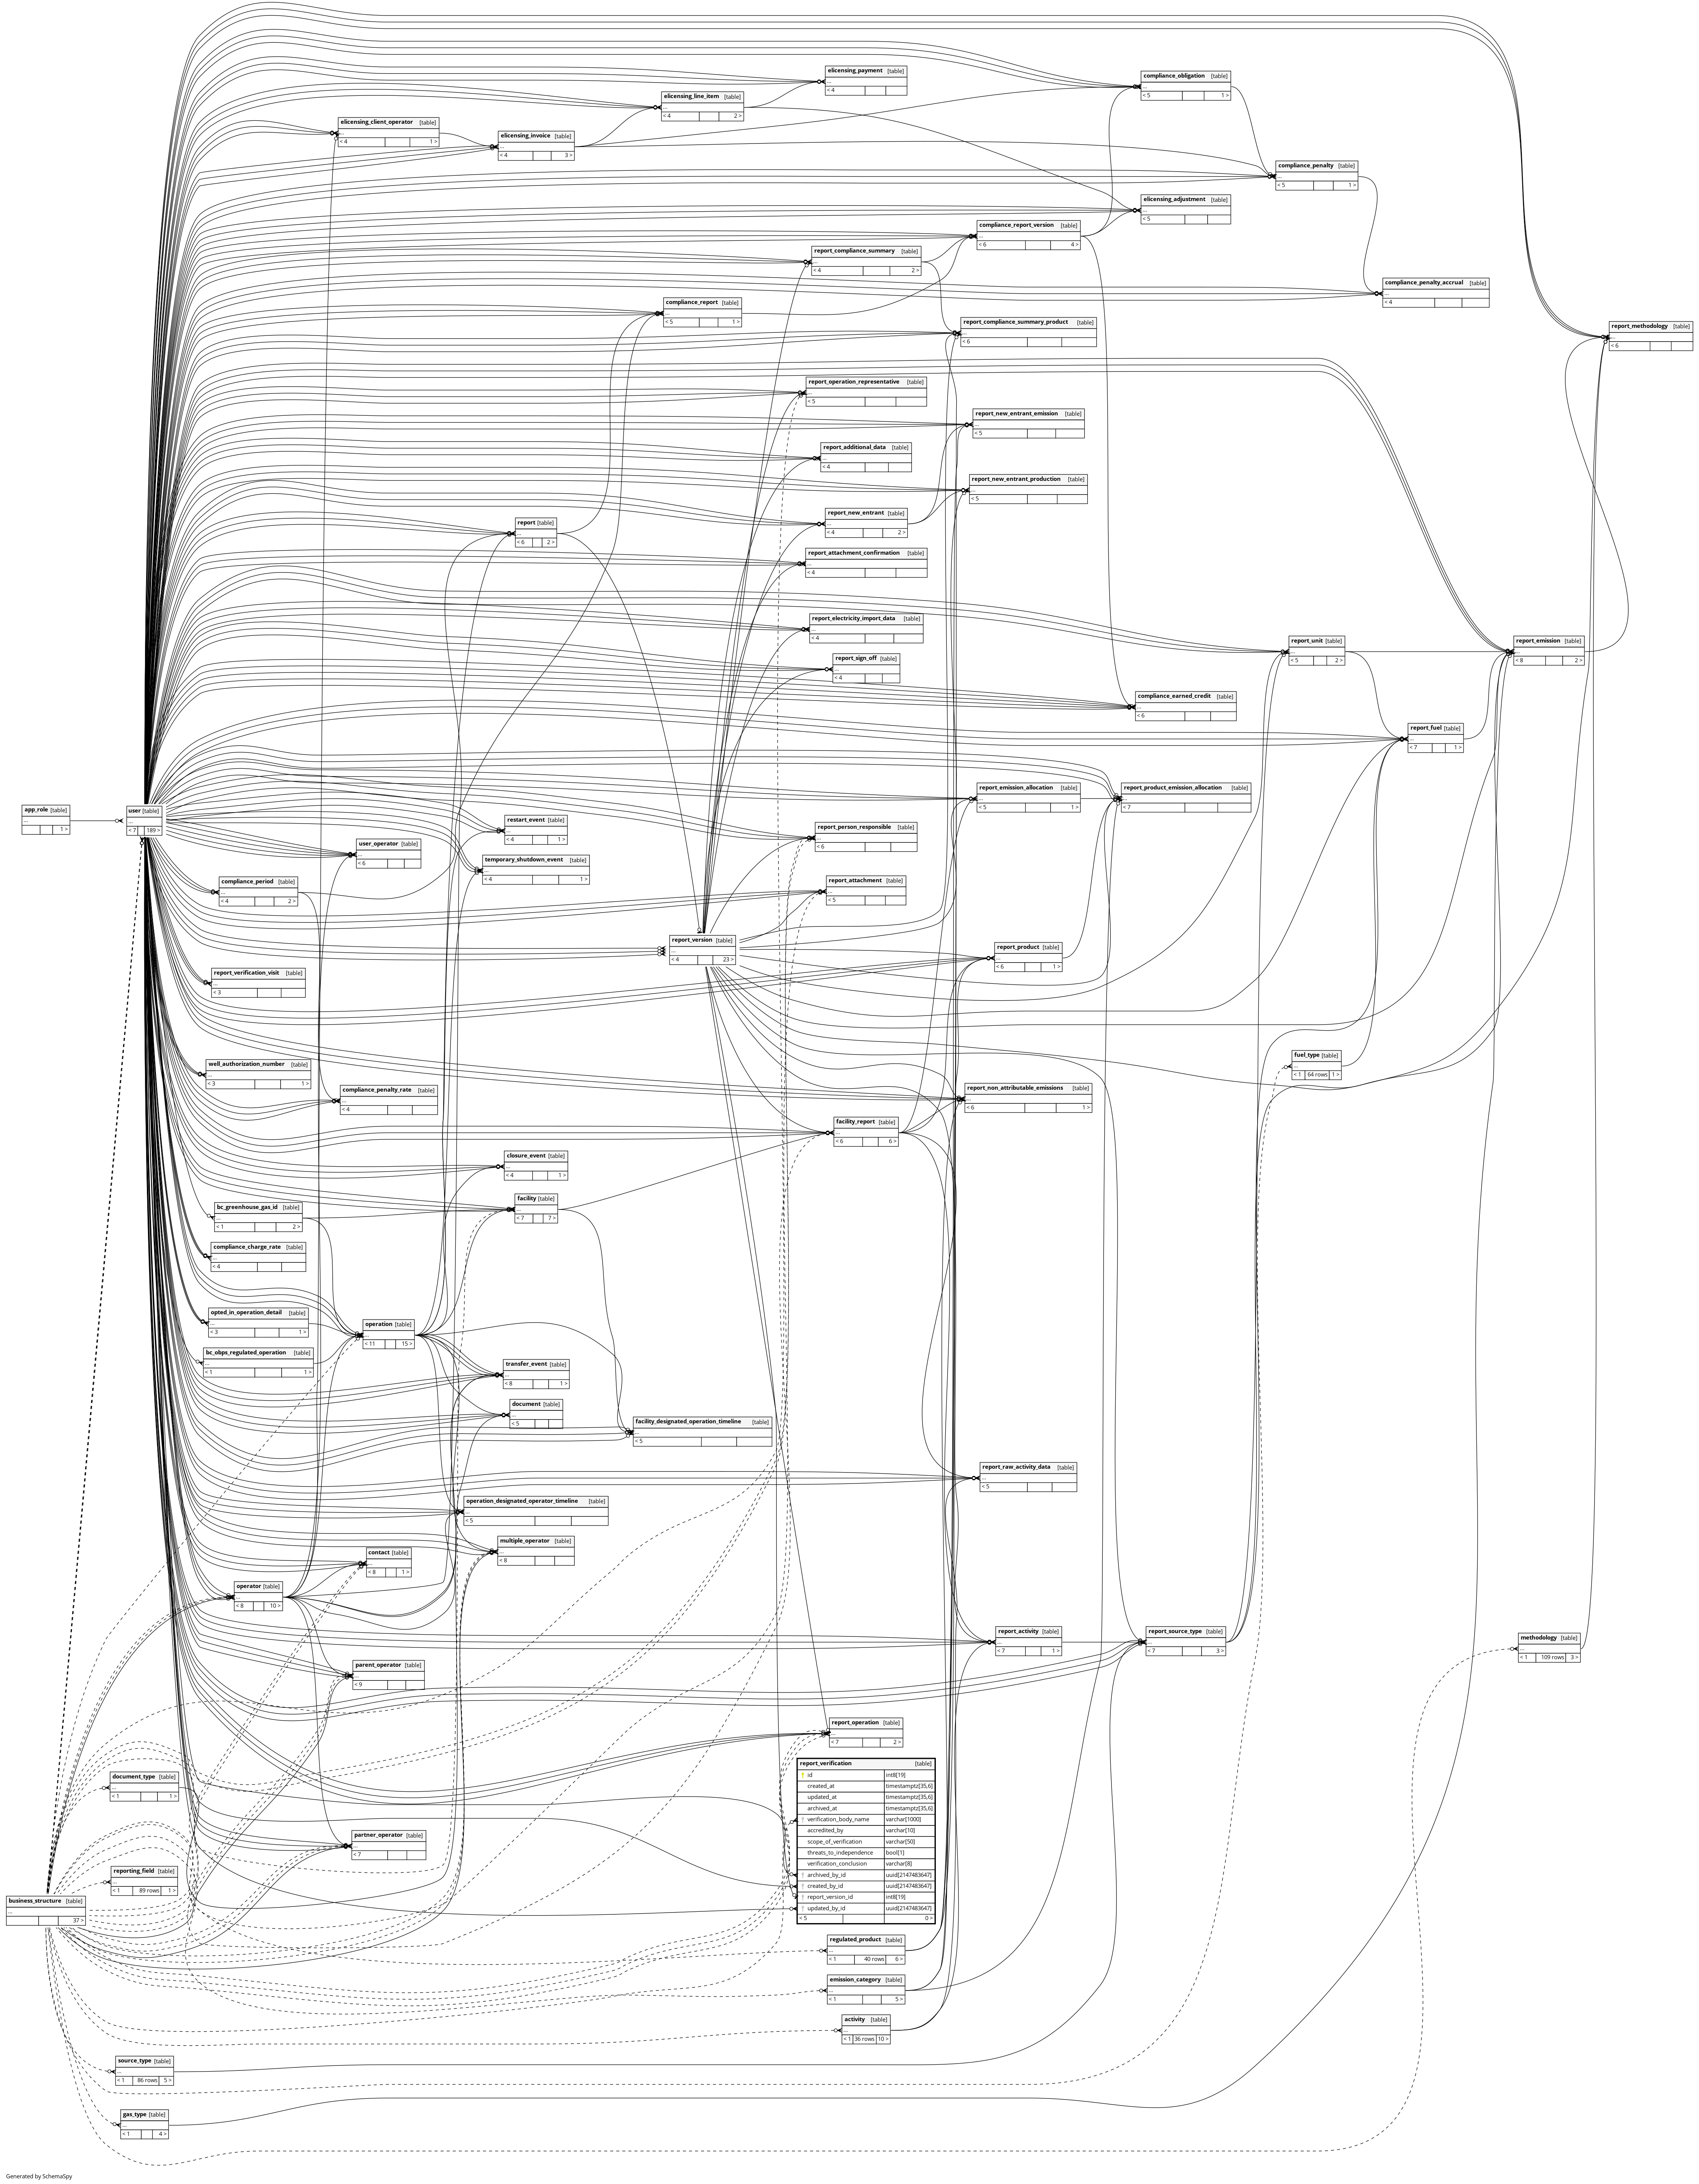 elicensing_payment [table]
...
< 4
compliance_obligation [table]
...
< 5 1 >
elicensing_line_item [table]
...
< 4 2 >
elicensing_client_operator [table]
...
< 4 1 >
elicensing_invoice [table]
...
< 4 3 >
compliance_penalty [table]
...
< 5 1 >
elicensing_adjustment [table]
...
< 5
compliance_report_version [table]
...
< 6 4 >
report_compliance_summary [table]
...
< 4 2 >
compliance_penalty_accrual [table]
...
< 4
compliance_report [table]
...
< 5 1 >
report_compliance_summary_product [table]
...
< 6
report_methodology [table]
...
< 6
report_operation_representative [table]
...
< 5
report_new_entrant_emission [table]
...
< 5
report_additional_data [table]
...
< 4
report_new_entrant_production [table]
...
< 5
report_new_entrant [table]
...
< 4 2 >
report [table]
...
< 6 2 >
report_attachment_confirmation [table]
...
< 4
report_electricity_import_data [table]
...
< 4
report_unit [table]
...
< 5 2 >
report_emission [table]
...
< 8 2 >
report_sign_off [table]
...
< 4
compliance_earned_credit [table]
...
< 6
report_fuel [table]
...
< 7 1 >
report_emission_allocation [table]
...
< 5 1 >
report_product_emission_allocation [table]
...
< 7
app_role [table]
...
1 >
user [table]
...
< 7 189 >
restart_event [table]
...
< 4 1 >
report_person_responsible [table]
...
< 6
user_operator [table]
...
< 6
temporary_shutdown_event [table]
...
< 4 1 >
compliance_period [table]
...
< 4 2 >
report_attachment [table]
...
< 5
report_version [table]
...
< 4 23 >
report_product [table]
...
< 6 1 >
report_verification_visit [table]
...
< 3
fuel_type [table]
...
< 1 64 rows 1 >
well_authorization_number [table]
...
< 3 1 >
compliance_penalty_rate [table]
...
< 4
report_non_attributable_emissions [table]
...
< 6 1 >
facility_report [table]
...
< 6 6 >
closure_event [table]
...
< 4 1 >
facility [table]
...
< 7 7 >
bc_greenhouse_gas_id [table]
...
< 1 2 >
compliance_charge_rate [table]
...
< 4
opted_in_operation_detail [table]
...
< 3 1 >
operation [table]
...
< 11 15 >
bc_obps_regulated_operation [table]
...
< 1 1 >
transfer_event [table]
...
< 8 1 >
document [table]
...
< 5
facility_designated_operation_timeline [table]
...
< 5
report_raw_activity_data [table]
...
< 5
operation_designated_operator_timeline [table]
...
< 5
multiple_operator [table]
...
< 8
contact [table]
...
< 8 1 >
operator [table]
...
< 8 10 >
report_activity [table]
...
< 7 1 >
report_source_type [table]
...
< 7 3 >
methodology [table]
...
< 1 109 rows 3 >
parent_operator [table]
...
< 9
report_operation [table]
...
< 7 2 >
report_verification [table]
id int8[19]
created_at timestamptz[35,6]
updated_at timestamptz[35,6]
archived_at timestamptz[35,6]
verification_body_name varchar[1000]
accredited_by varchar[10]
scope_of_verification varchar[50]
threats_to_independence bool[1]
verification_conclusion varchar[8]
archived_by_id uuid[2147483647]
created_by_id uuid[2147483647]
report_version_id int8[19]
updated_by_id uuid[2147483647]
< 5 0 >
document_type [table]
...
< 1 1 >
partner_operator [table]
...
< 7
reporting_field [table]
...
< 1 89 rows 1 >
business_structure [table]
...
37 >
regulated_product [table]
...
< 1 40 rows 6 >
emission_category [table]
...
< 1 5 >
activity [table]
...
< 1 36 rows 10 >
source_type [table]
...
< 1 86 rows 5 >
gas_type [table]
...
< 1 4 >
Generated by SchemaSpy